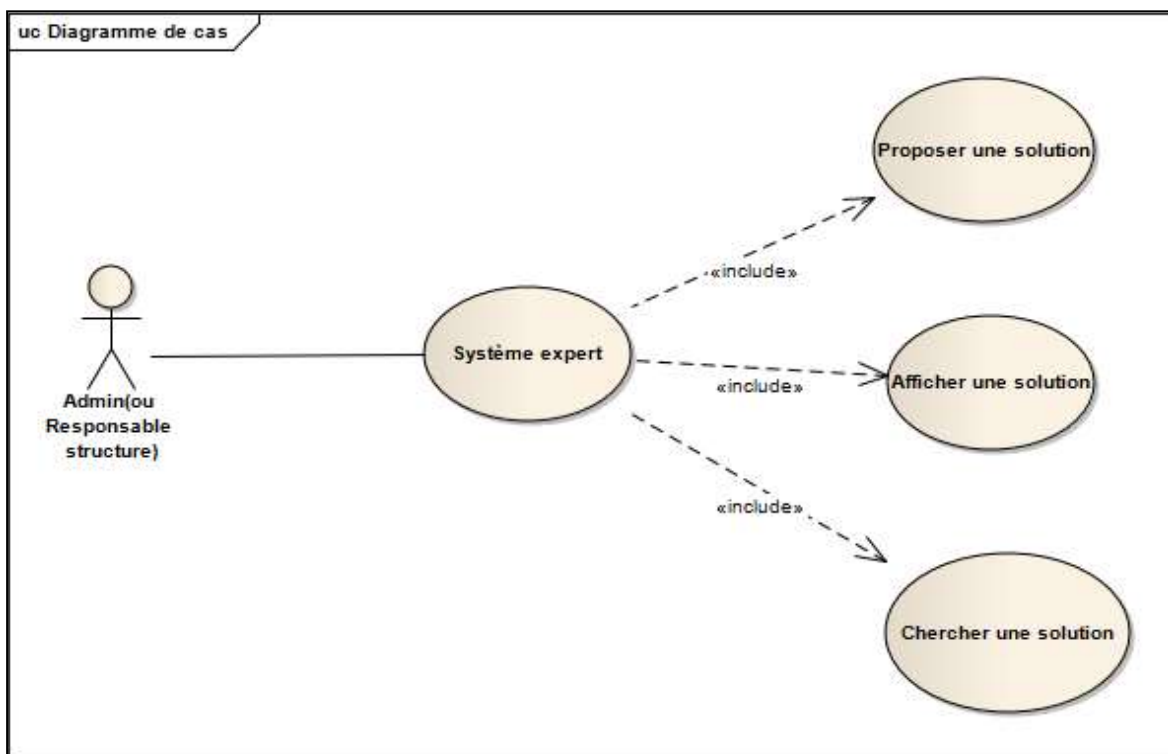 uc Diagramme de cas
Proposer une solution
«include»
Système expert
Afficher une solution
«include»
Admin(ou
Responsable
structure)
«include»
Chercher une solution